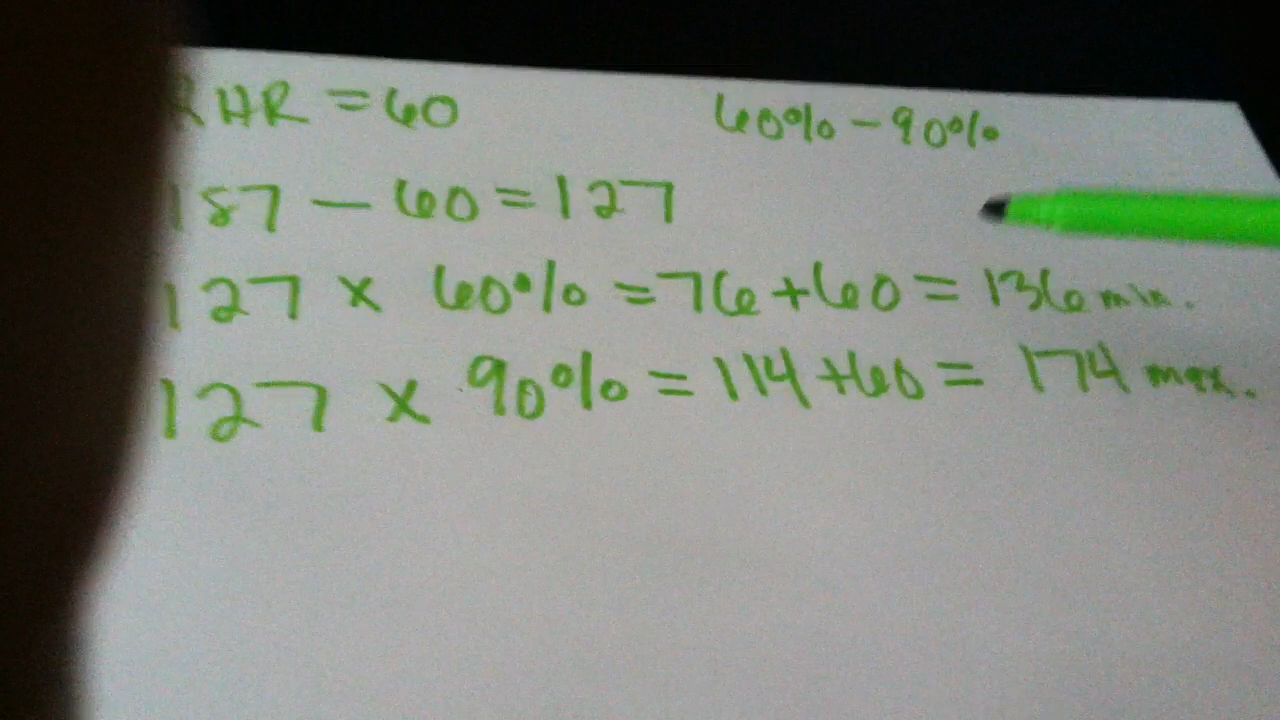 RHR = 60 60% - 90%
187 - 60 = 127
127 x 60% = 76 + 60 = 136 min.
127 x 90% = 114 + 60 = 174 max.